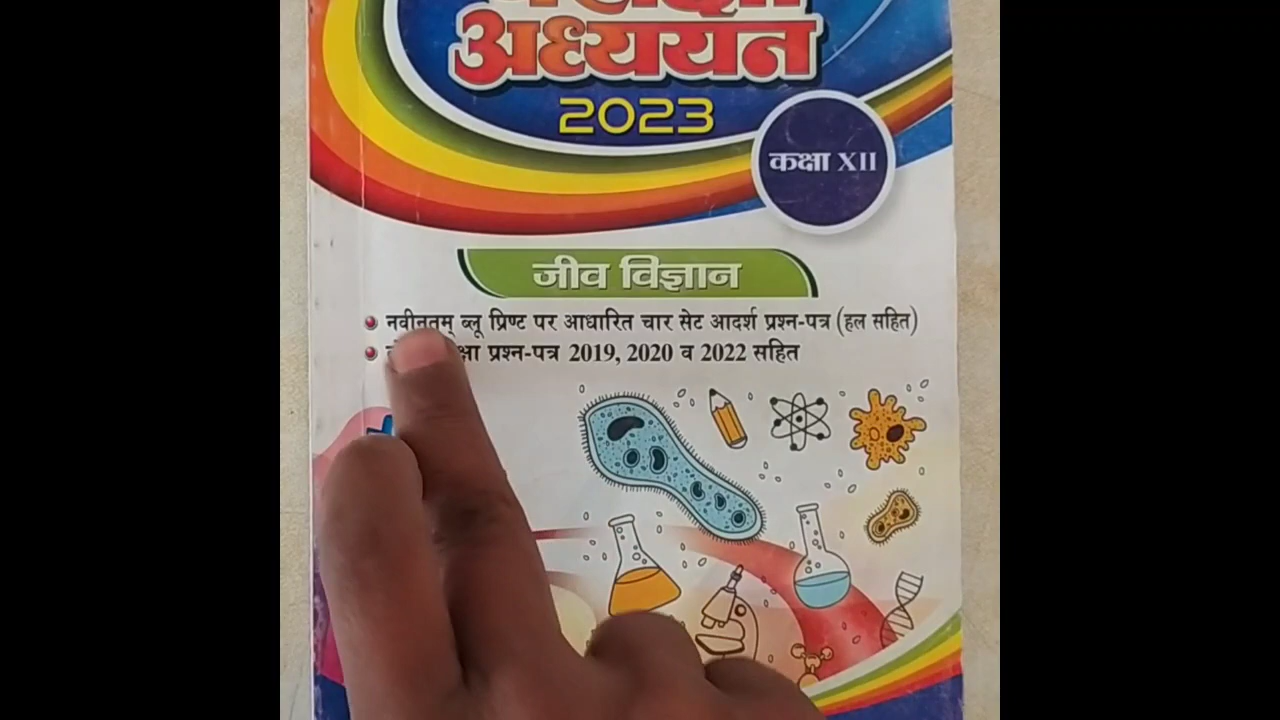 अध्ययन
2023
कक्षा XII
जीव विज्ञान
नवीनतम् ब्लू प्रिण्ट पर आधारित चार सेट आदर्श प्रश्न-पत्र (हल सहित)
प्रश्न-पत्र 2019, 2020 व 2022 सहित